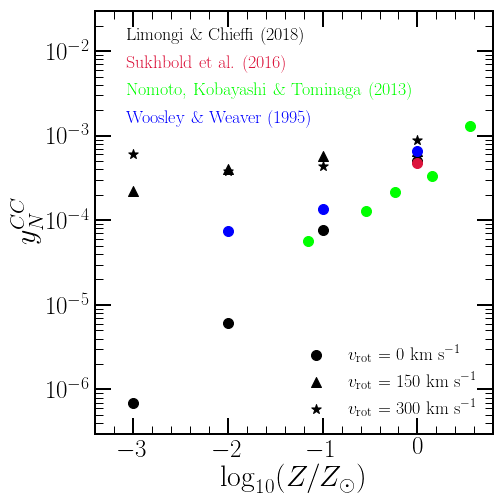 Limongi & Chieffi (2018)
Sukhbold et al. (2016)
Nomoto, Kobayashi & Tominaga (2013)
Woosley & Weaver (1995)
10⁻²
10⁻³
10⁻⁴
10⁻⁵
10⁻⁶
y_N^{CC}
v_rot = 0 km s⁻¹
v_rot = 150 km s⁻¹
v_rot = 300 km s⁻¹
−3 −2 −1 0
log₁₀(Z/Z_⊙)